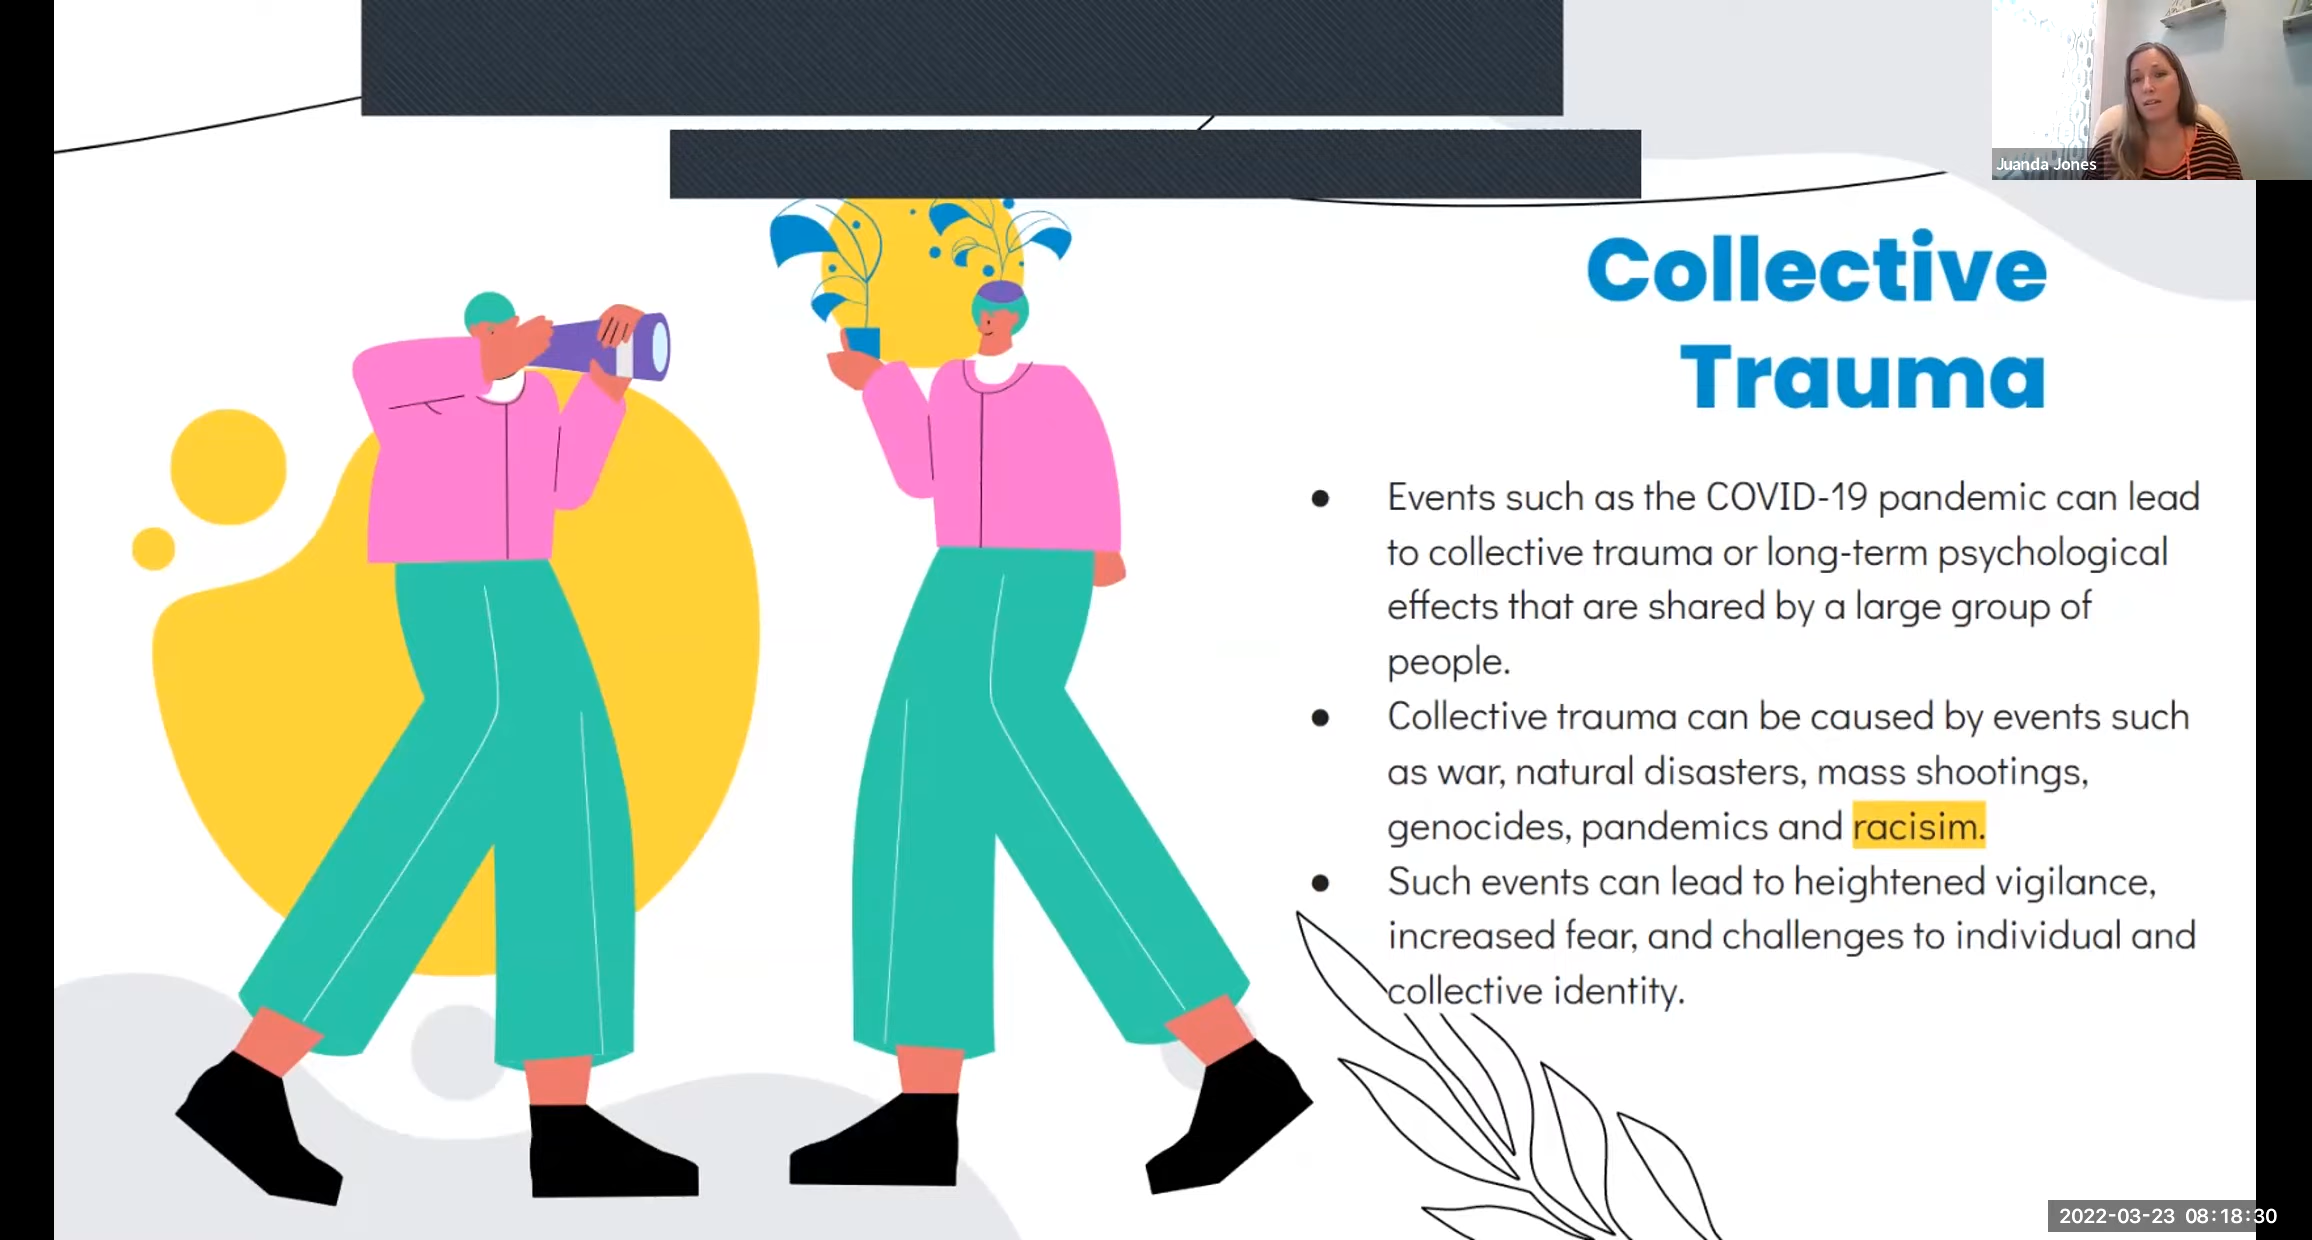 Juanda Jones
Collective
Trauma
● Events such as the COVID-19 pandemic can lead
to collective trauma or long-term psychological
effects that are shared by a large group of
people.
● Collective trauma can be caused by events such
as war, natural disasters, mass shootings,
genocides, pandemics and racisim.
● Such events can lead to heightened vigilance,
increased fear, and challenges to individual and
collective identity.
2022-03-23 08:18:30